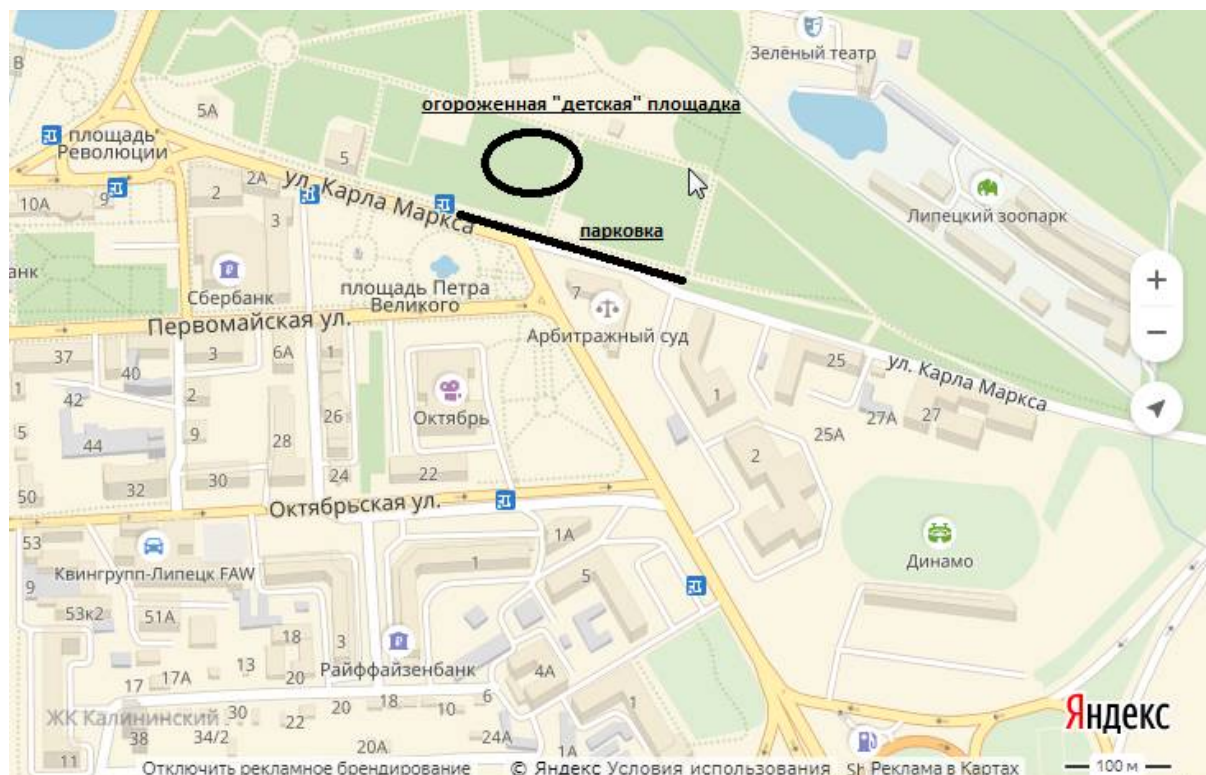 Зелёный театр
В
огороженная "детская" площадка
5А
площадь
Революции
5
2А
ул. Карла Маркса
2
10А
9
3
Липецкий зоопарк
парковка
анк
Сбербанк
площадь Петра
Великого
7
+
Первомайская ул.
Арбитражный суд
−
37
40
3
6А
1
25
ул. Карла Маркса
1
42
2
1
27А
27
5
44
9
28
26
Октябрь
25А
2
50
32
30
24
22
Октябрьская ул.
53
1А
Квингрупп-Липецк FAW
1
5
Динамо
9
53к2
51А
18
3
Райффайзенбанк
17
17А
13
20
4А
ЖК Калининский
30
22
20
18
10
6
1
Яндекс
38
34/2
20А
24А
1А
11
Отключить рекламное брендирование
© Яндекс Условия использования
Sh
Реклама в Картах
100 м